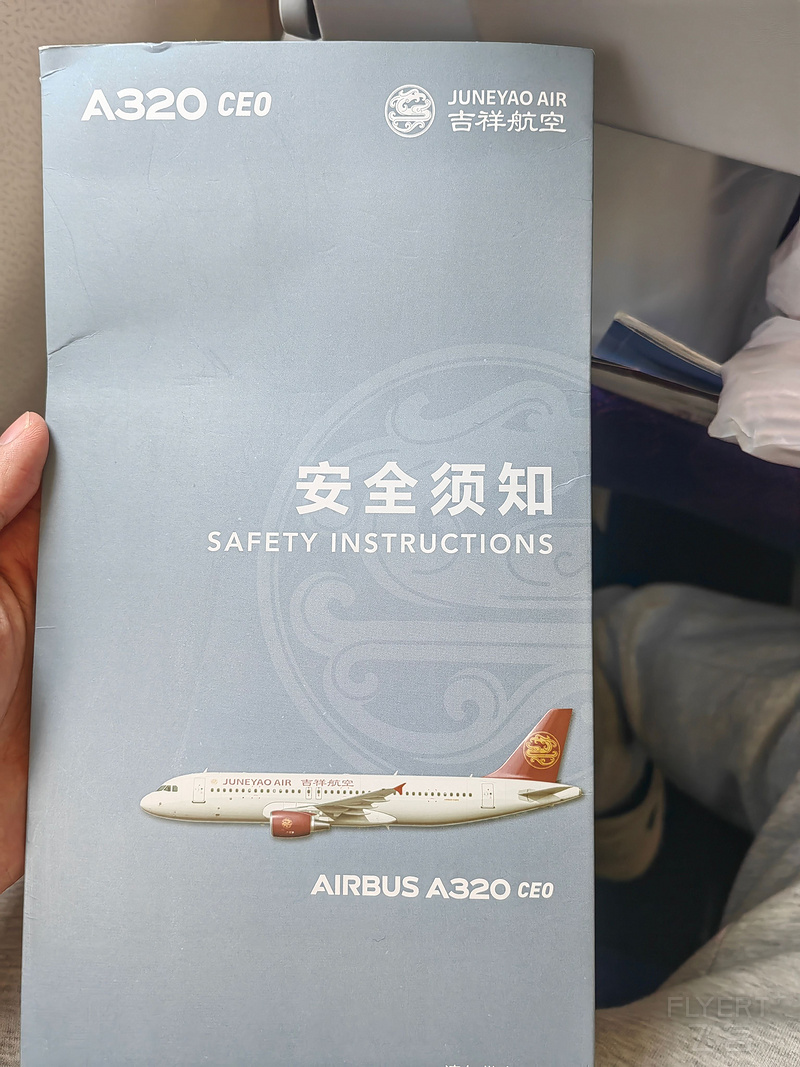 A320 CEO
JUNEYAO AIR
吉祥航空
安全须知
SAFETY INSTRUCTIONS
JUNEYAO AIR 吉祥航空
AIRBUS A320 CEO
FLYERT